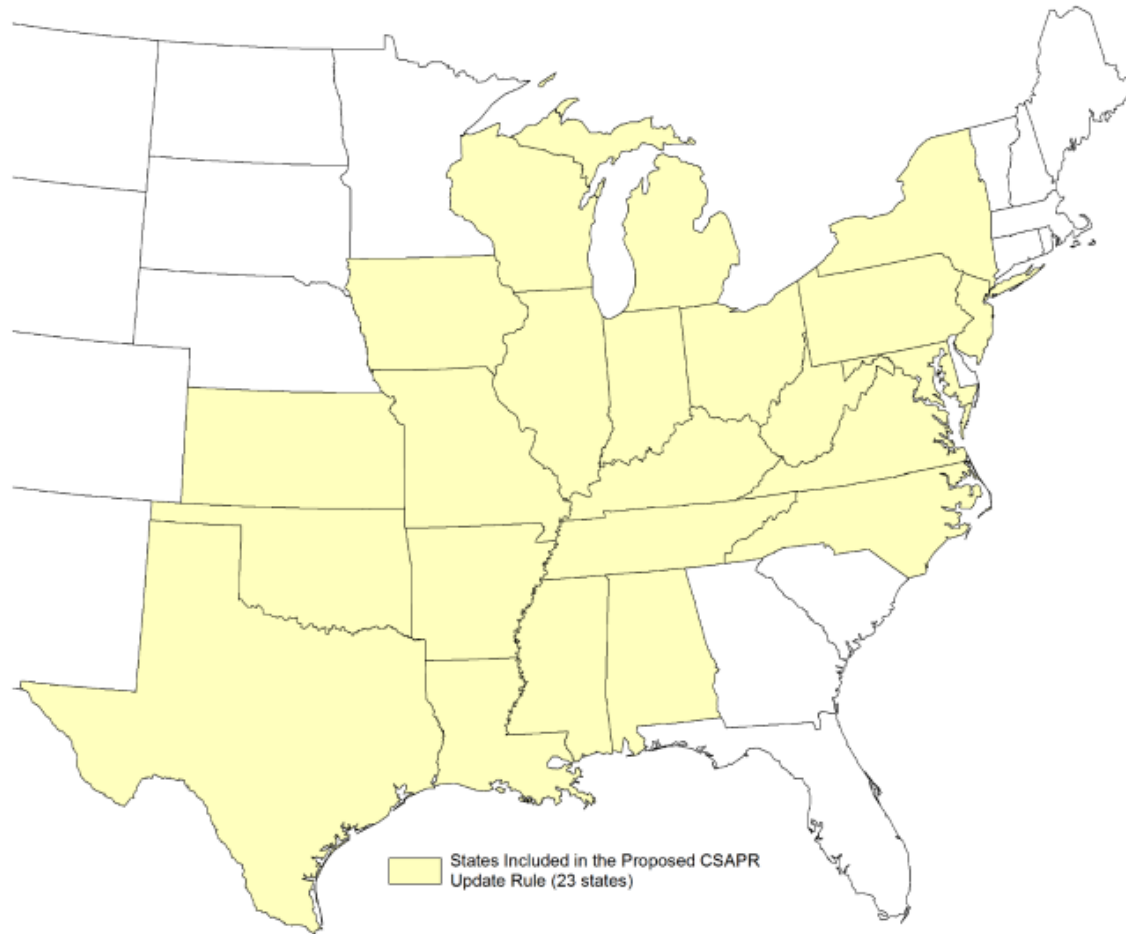 States Included in the Proposed CSAPR
Update Rule (23 states)